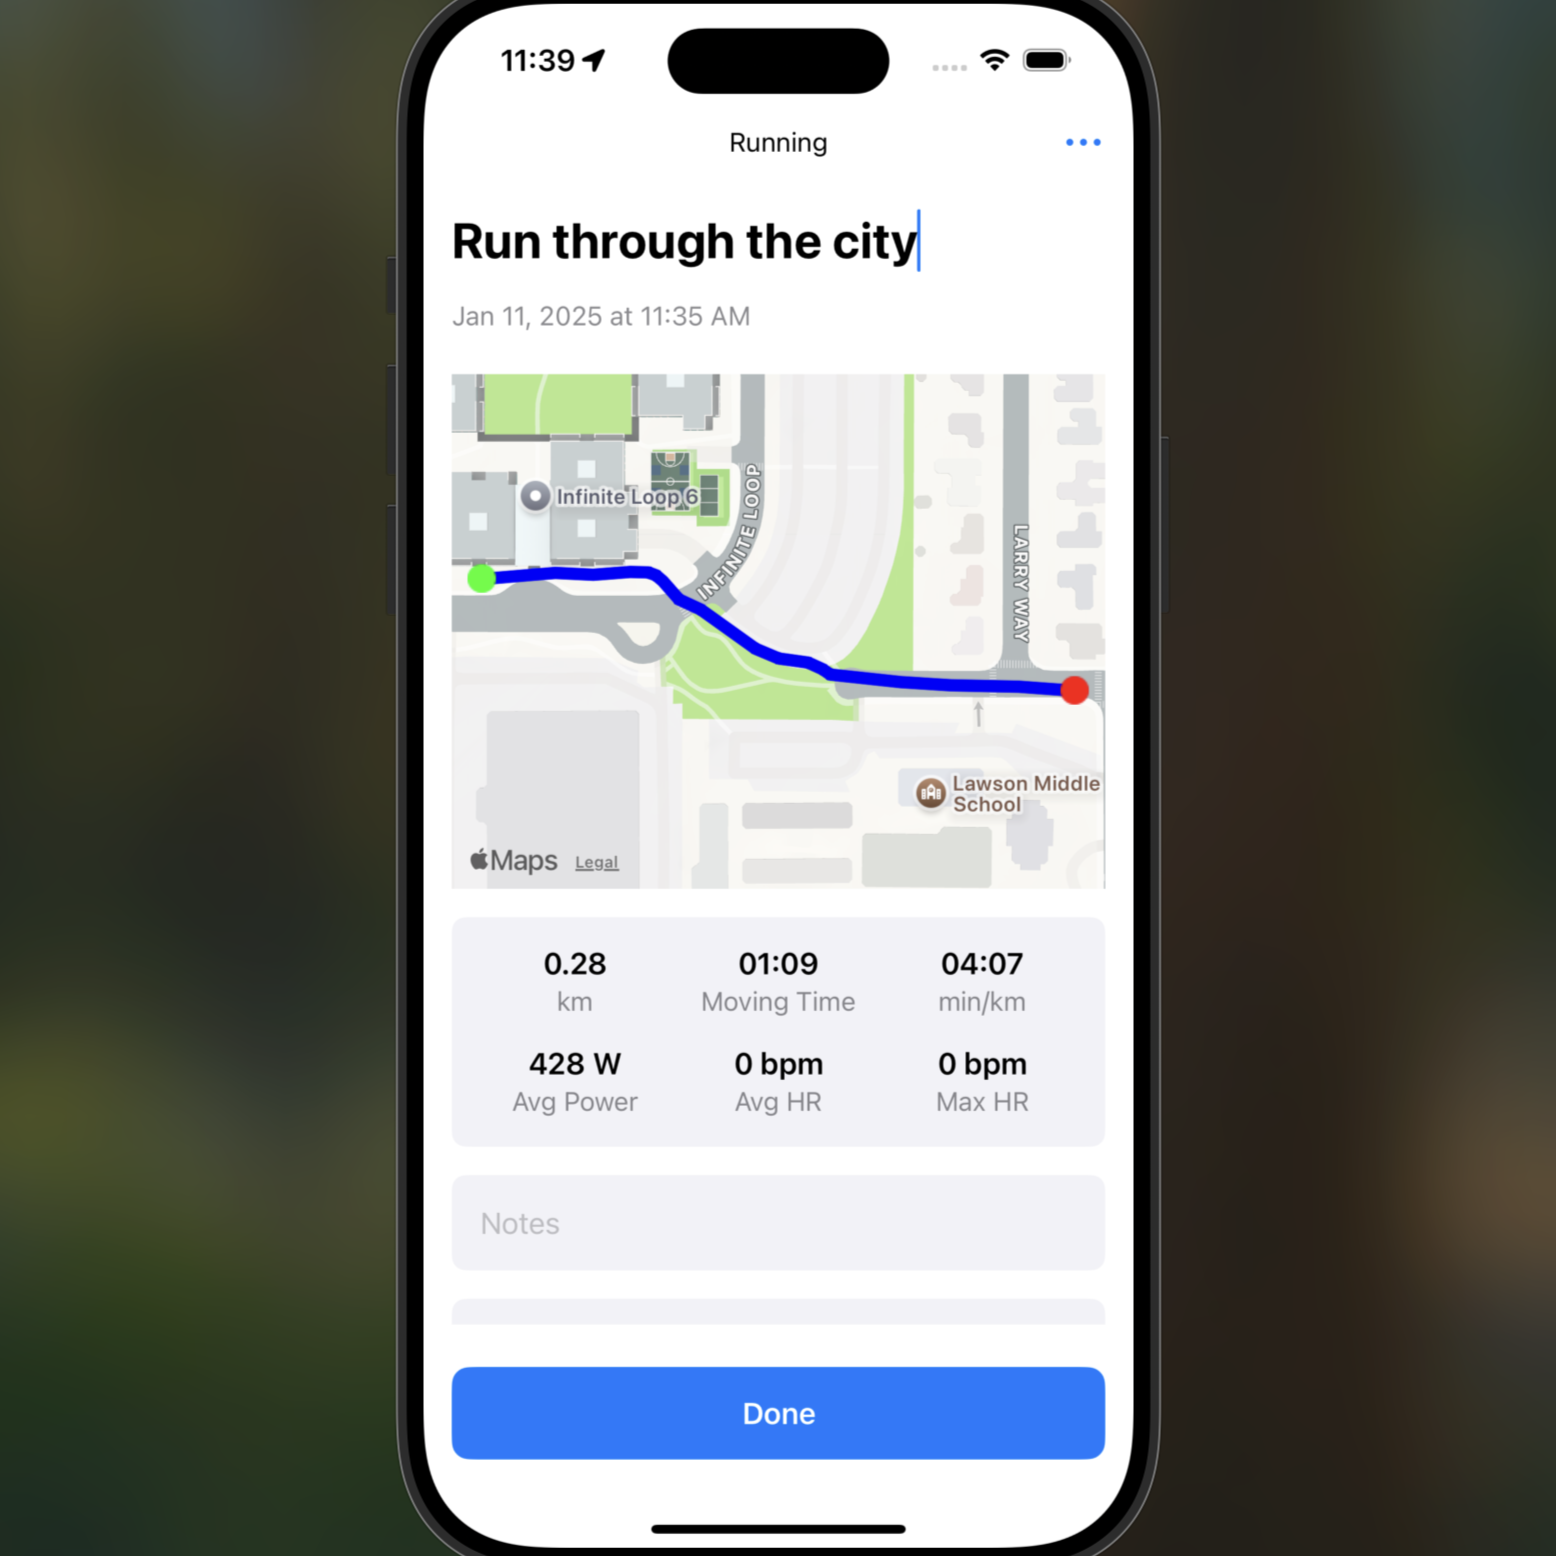 11:39
Running
Run through the city
Jan 11, 2025 at 11:35 AM
Infinite Loop 6
INFINITE LOOP
LARRY WAY
Lawson Middle
School
Maps Legal
0.28 01:09 04:07
km Moving Time min/km
428 W 0 bpm 0 bpm
Avg Power Avg HR Max HR
Notes
Done